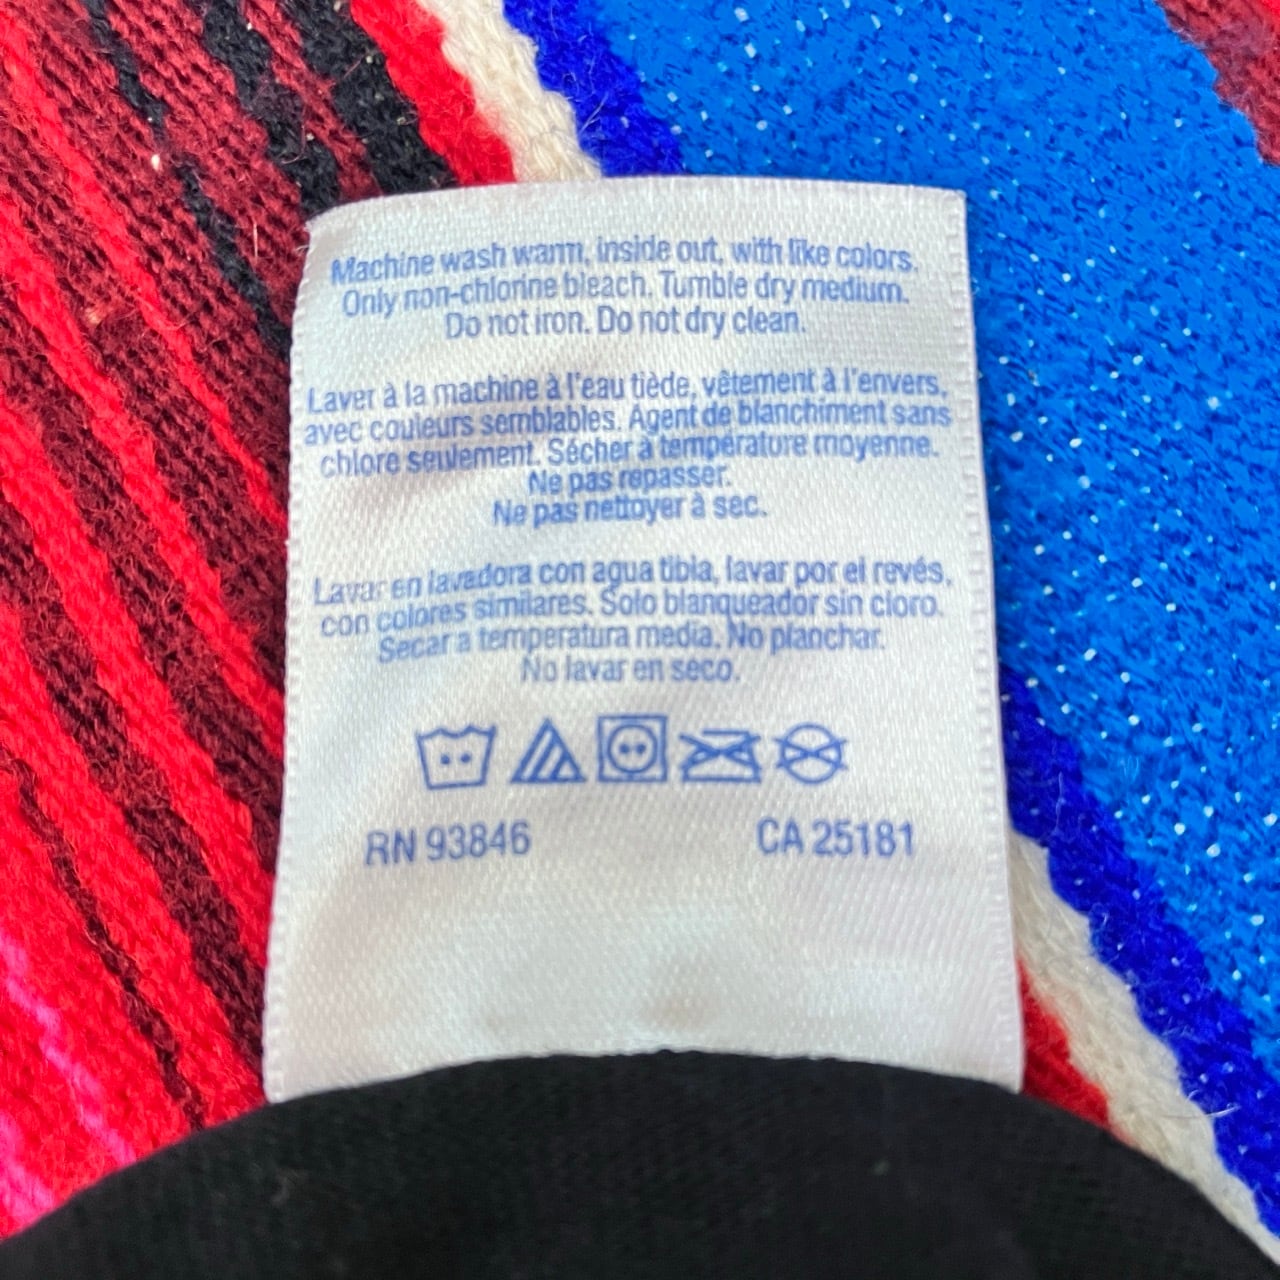 Machine wash warm, inside out, with like colors.
Only non-chlorine bleach. Tumble dry medium.
Do not iron. Do not dry clean.
Laver à la machine à l'eau tiède, vêtement à l'envers,
avec couleurs semblables. Agent de blanchiment sans
chlore seulement. Sécher à température moyenne.
Ne pas repasser.
Ne pas nettoyer à sec.
Lavar en lavadora con agua tibia, lavar por el revés,
con colores similares. Solo blanqueador sin cloro.
Secar a temperatura media. No planchar.
No lavar en seco.
RN 93846 CA 25181